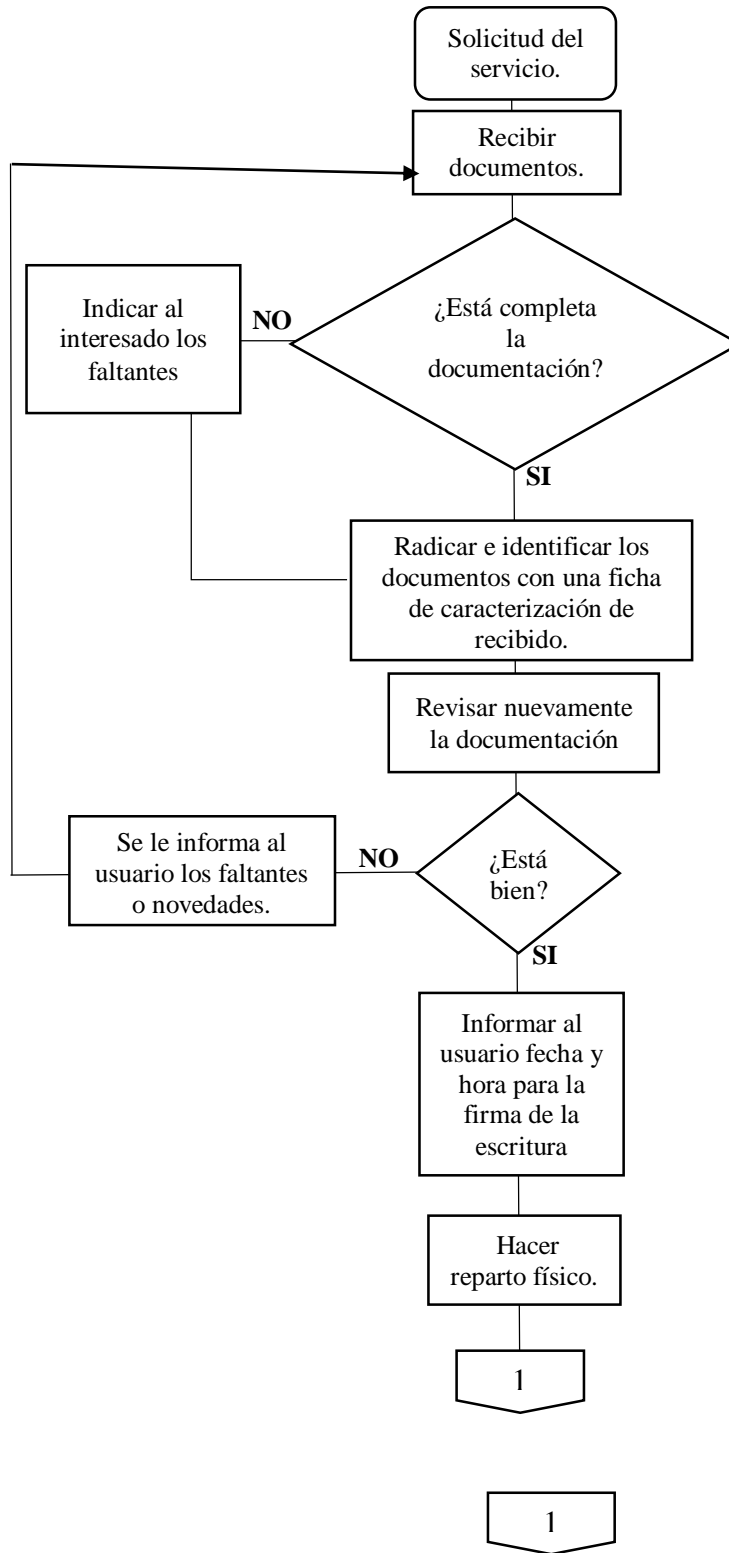 Solicitud del
servicio.
Recibir
documentos.
¿Está completa
la
documentación?
NO
Indicar al
interesado los
faltantes
SI
Radicar e identificar los
documentos con una ficha
de caracterización de
recibido.
Revisar nuevamente
la documentación
¿Está
bien?
NO
Se le informa al
usuario los faltantes
o novedades.
SI
Informar al
usuario fecha y
hora para la
firma de la
escritura
Hacer
reparto físico.
1
1